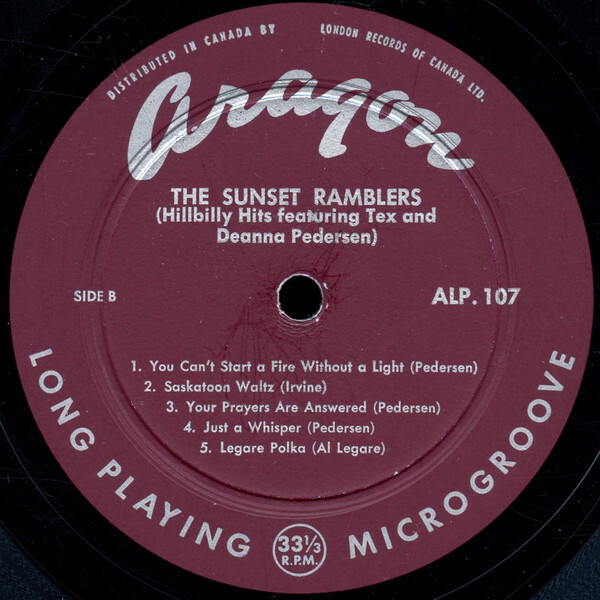 DISTRIBUTED IN CANADA BY LONDON RECORDS OF CANADA LTD.
Aragon
THE SUNSET RAMBLERS
(Hillbilly Hits featuring Tex and
Deanna Pedersen)
SIDE B
ALP. 107
1. You Can't Start a Fire Without a Light (Pedersen)
2. Saskatoon Waltz (Irvine)
3. Your Prayers Are Answered (Pedersen)
4. Just a Whisper (Pedersen)
5. Legare Polka (Al Legare)
LONG PLAYING MICROGROOVE
33 1/3
R.P.M.